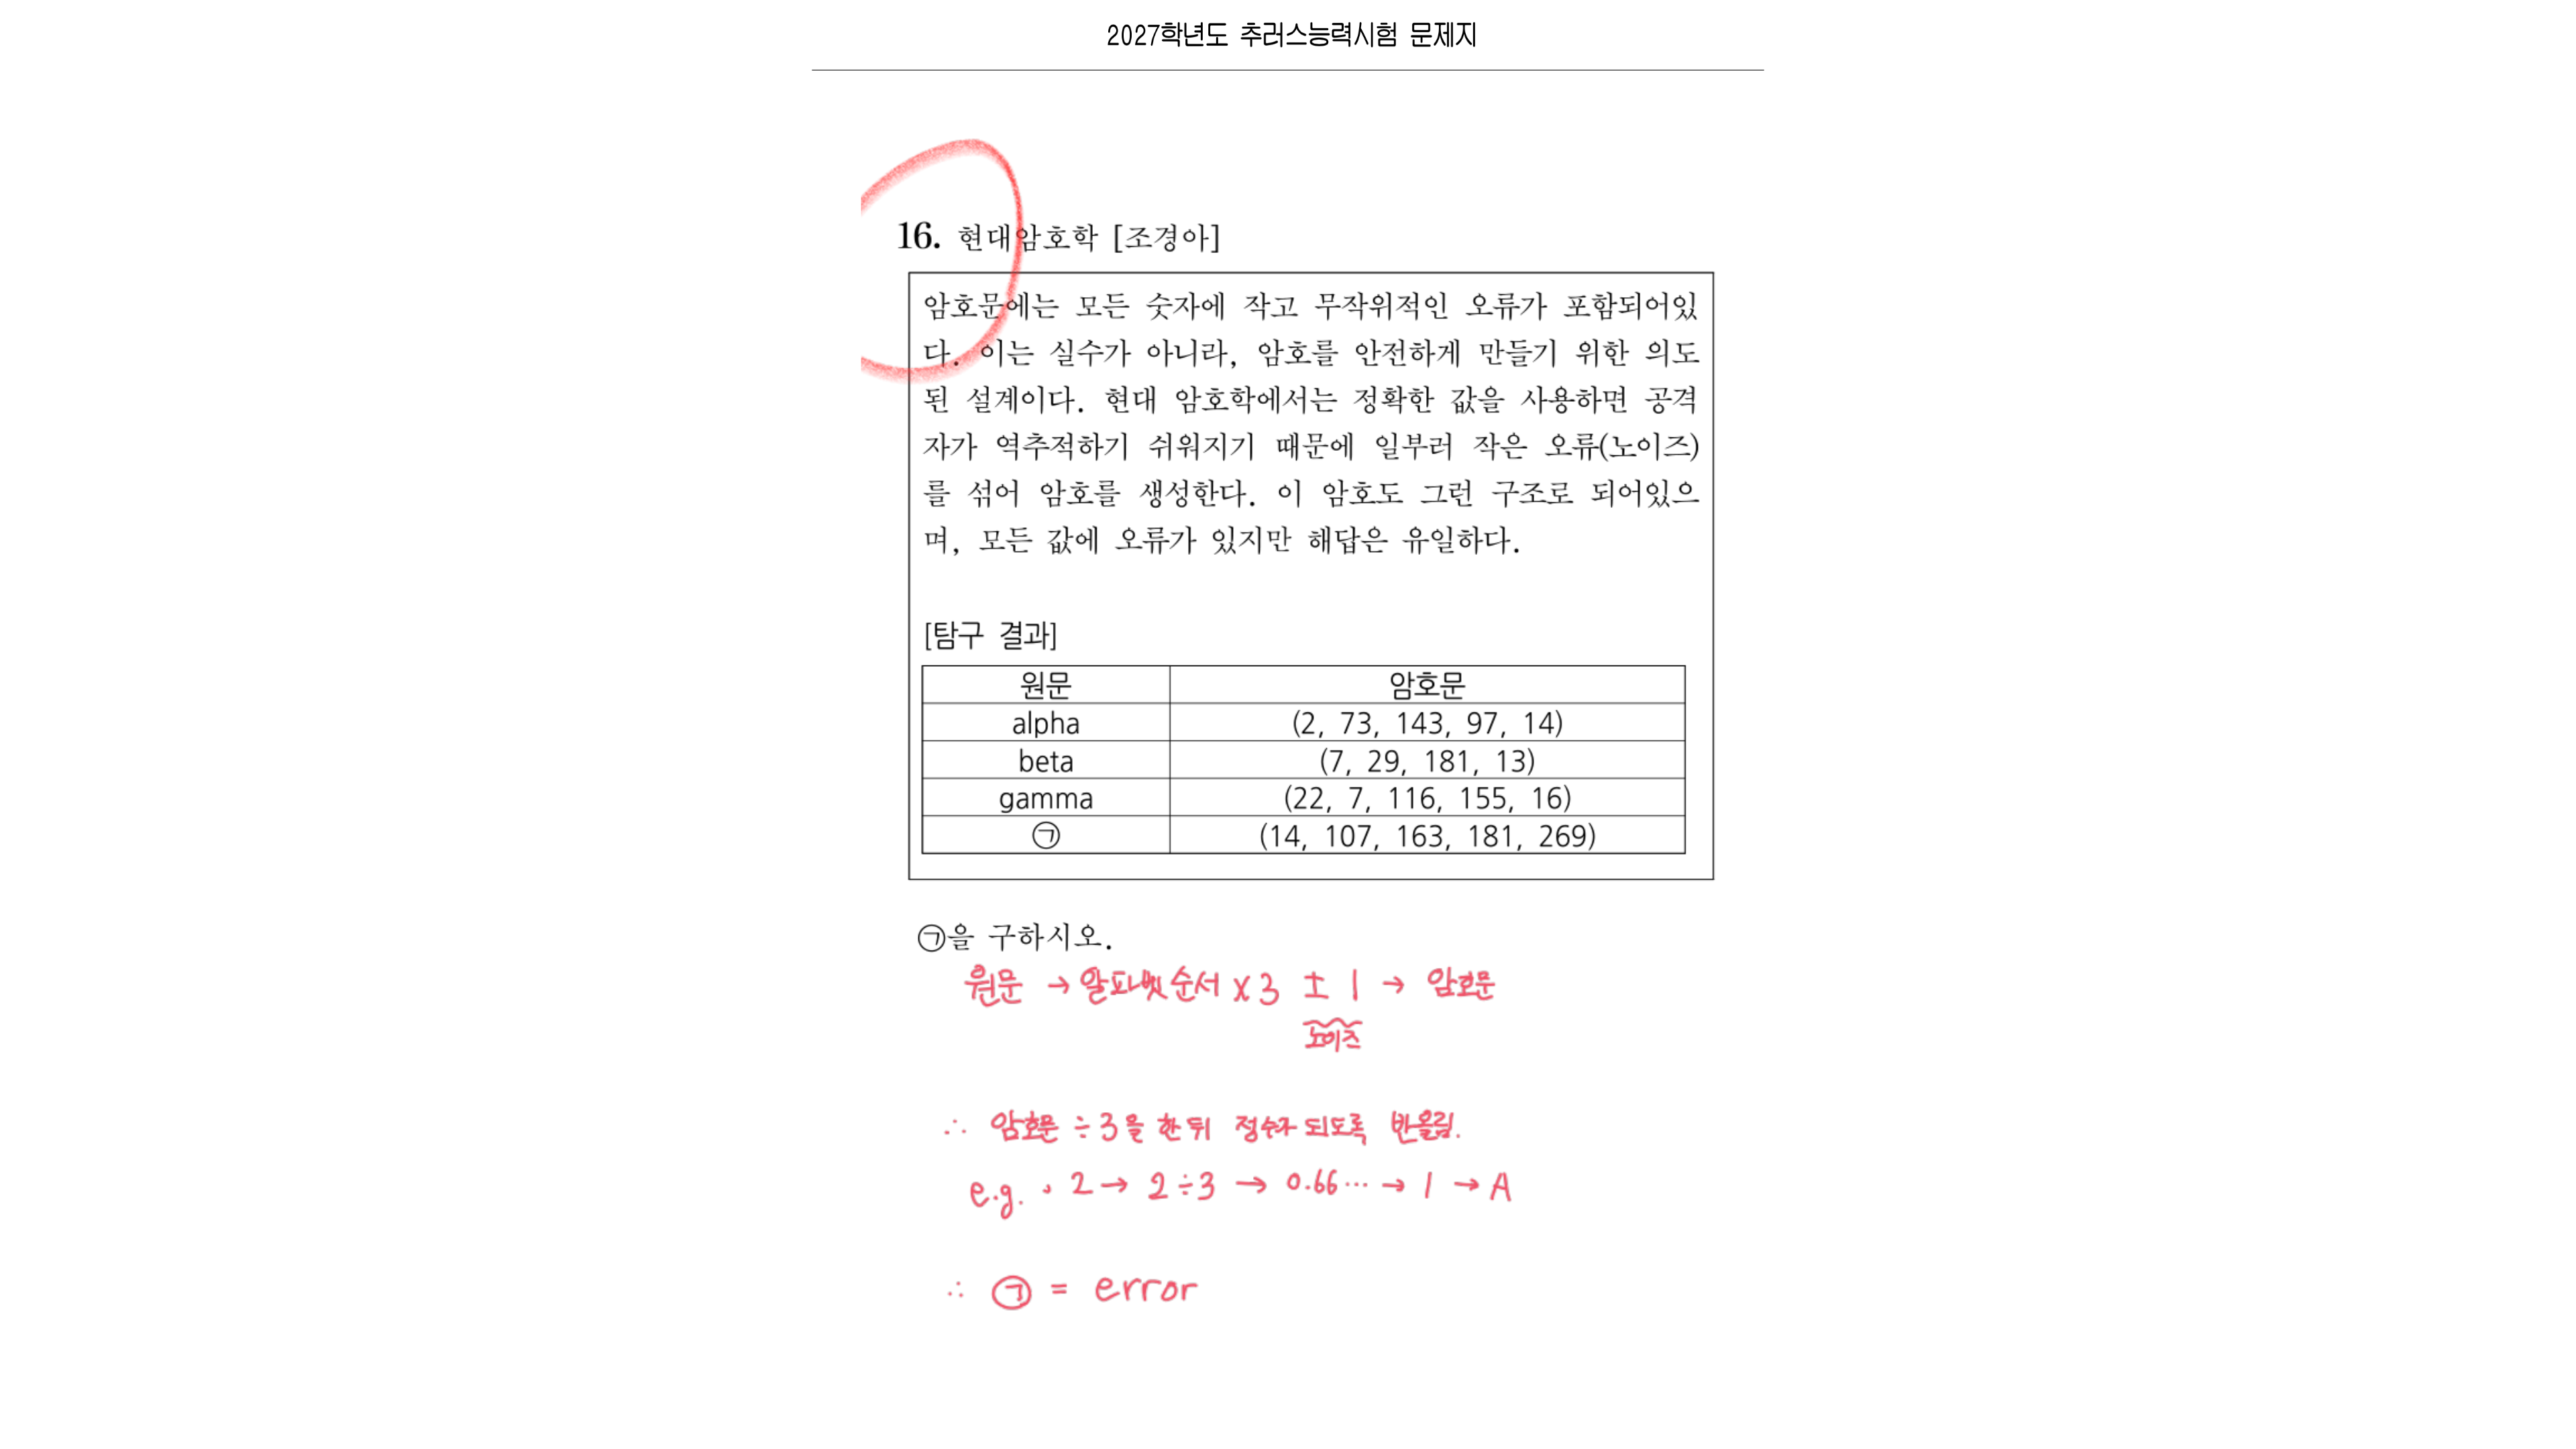 2027학년도 추러스능력시험 문제지
16. 현대암호학 [조경아]
암호문에는 모든 숫자에 작고 무작위적인 오류가 포함되어있
다. 이는 실수가 아니라, 암호를 안전하게 만들기 위한 의도
된 설계이다. 현대 암호학에서는 정확한 값을 사용하면 공격
자가 역추적하기 쉬워지기 때문에 일부러 작은 오류(노이즈)
를 섞어 암호를 생성한다. 이 암호도 그런 구조로 되어있으
며, 모든 값에 오류가 있지만 해답은 유일하다.
[탐구 결과]
원문 암호문
alpha (2, 73, 143, 97, 14)
beta (7, 29, 181, 13)
gamma (22, 7, 116, 155, 16)
㉠ (14, 107, 163, 181, 269)
㉠을 구하시오.
원문 → 알파벳 순서 x 3 ± 1 → 암호문
노이즈
∴ 암호문 ÷3을 한 뒤 정수가 되도록 반올림.
e.g. , 2 → 2÷3 → 0.66… → 1 → A
∴ ㉠ = error